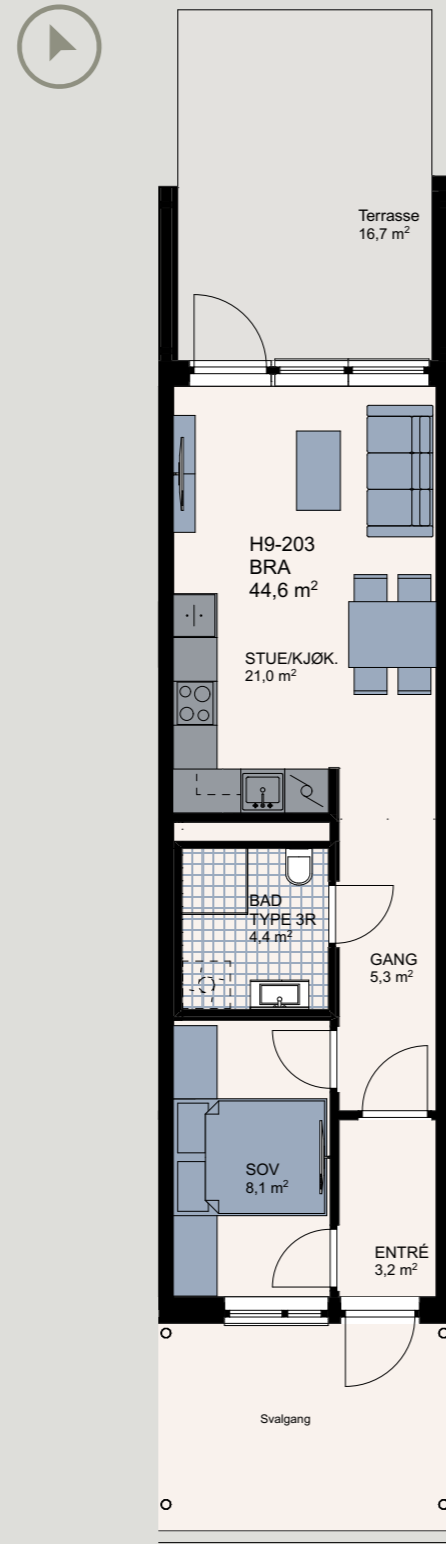 Terrasse
16,7 m²
H9-203
BRA
44,6 m²
STUE/KJØK.
21,0 m²
BAD
TYPE 3R
4,4 m²
GANG
5,3 m²
SOV
8,1 m²
ENTRÉ
3,2 m²
Svalgang